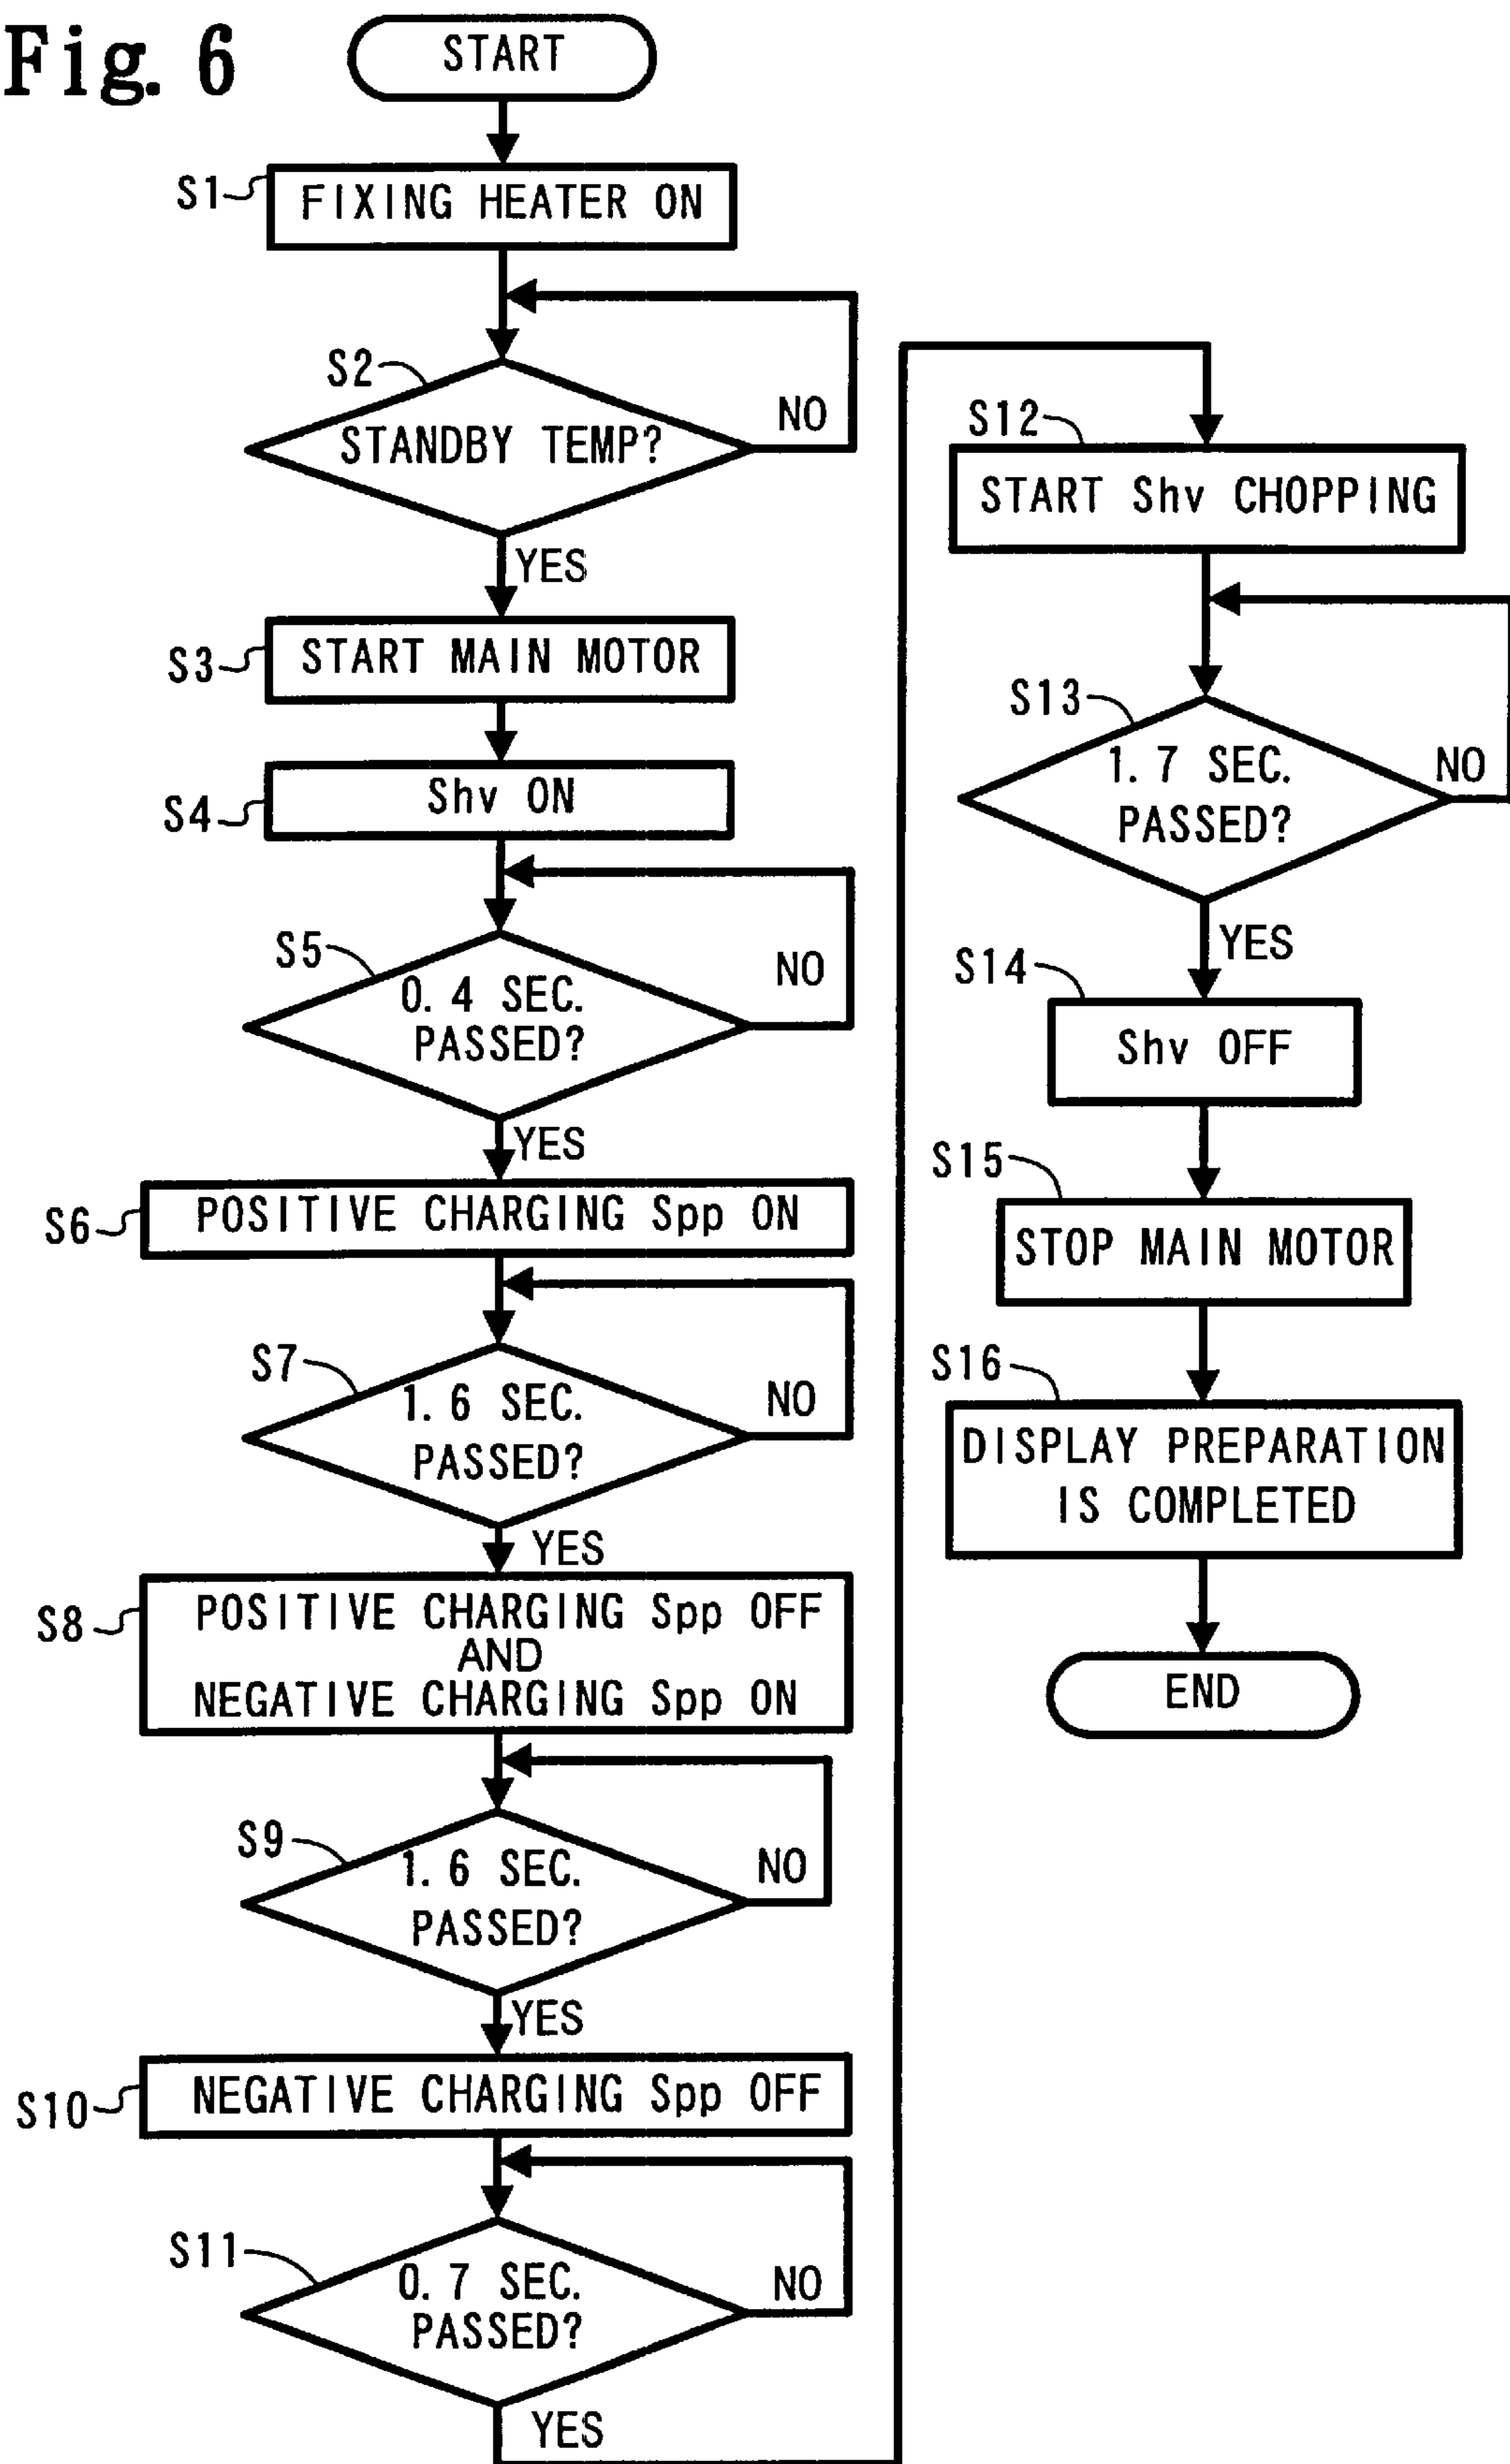 Fig. 6
START
S1
FIXING HEATER ON
S2
STANDBY TEMP?
NO
YES
S3
START MAIN MOTOR
S4
Shv ON
S5
0.4 SEC.
PASSED?
NO
YES
S6
POSITIVE CHARGING Spp ON
S7
1.6 SEC.
PASSED?
NO
YES
S8
POSITIVE CHARGING Spp OFF
AND
NEGATIVE CHARGING Spp ON
S9
1.6 SEC.
PASSED?
NO
YES
S10
NEGATIVE CHARGING Spp OFF
S11
0.7 SEC.
PASSED?
NO
YES
S12
START Shv CHOPPING
S13
1.7 SEC.
PASSED?
NO
YES
S14
Shv OFF
S15
STOP MAIN MOTOR
S16
DISPLAY PREPARATION
IS COMPLETED
END